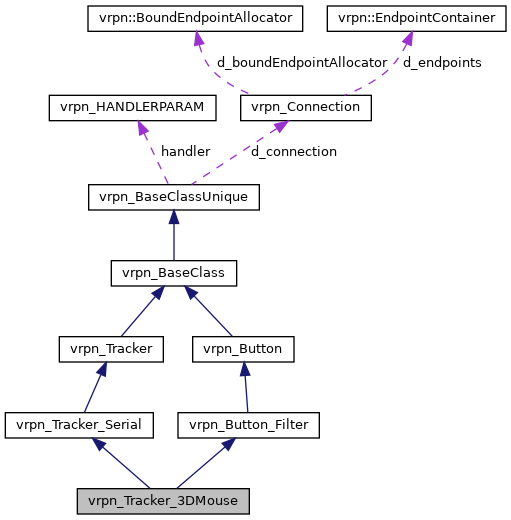 vrpn::BoundEndpointAllocator
vrpn::EndpointContainer
d_boundEndpointAllocator
d_endpoints
vrpn_HANDLERPARAM
vrpn_Connection
handler
d_connection
vrpn_BaseClassUnique
vrpn_BaseClass
vrpn_Tracker
vrpn_Button
vrpn_Tracker_Serial
vrpn_Button_Filter
vrpn_Tracker_3DMouse